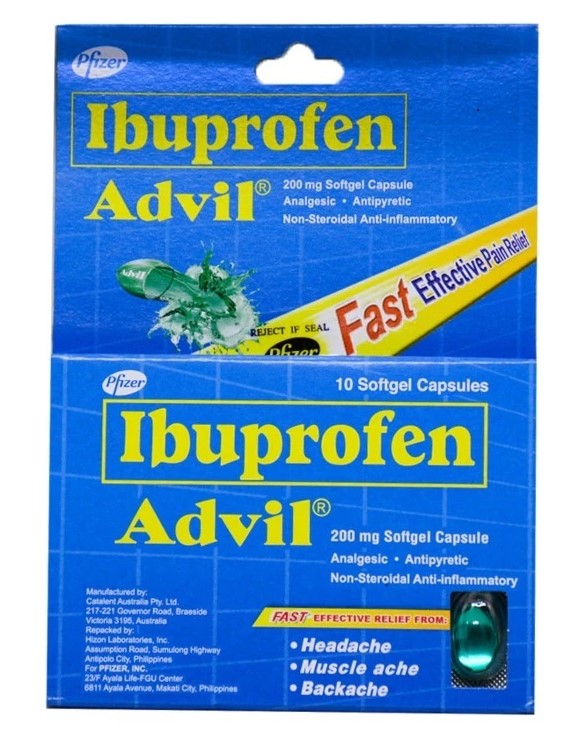 Pfizer
Ibuprofen
Advil®
200 mg Softgel Capsule
Analgesic • Antipyretic
Non-Steroidal Anti-inflammatory
Advil
Fast Effective Pain Relief
REJECT IF SEAL
Pfizer
Pfizer
10 Softgel Capsules
Ibuprofen
Advil®
200 mg Softgel Capsule
Analgesic • Antipyretic
Non-Steroidal Anti-inflammatory
Manufactured by:
Catalent Australia Pty. Ltd.
217-221 Governor Road, Braeside
Victoria 3195, Australia
Repacked by:
Hizon Laboratories, Inc.
Assumption Road, Sumulong Highway
Antipolo City, Philippines
For PFIZER, INC.
23/F Ayala Life-FGU Center
6811 Ayala Avenue, Makati City, Philippines
FAST EFFECTIVE RELIEF FROM:
• Headache
• Muscle ache
• Backache